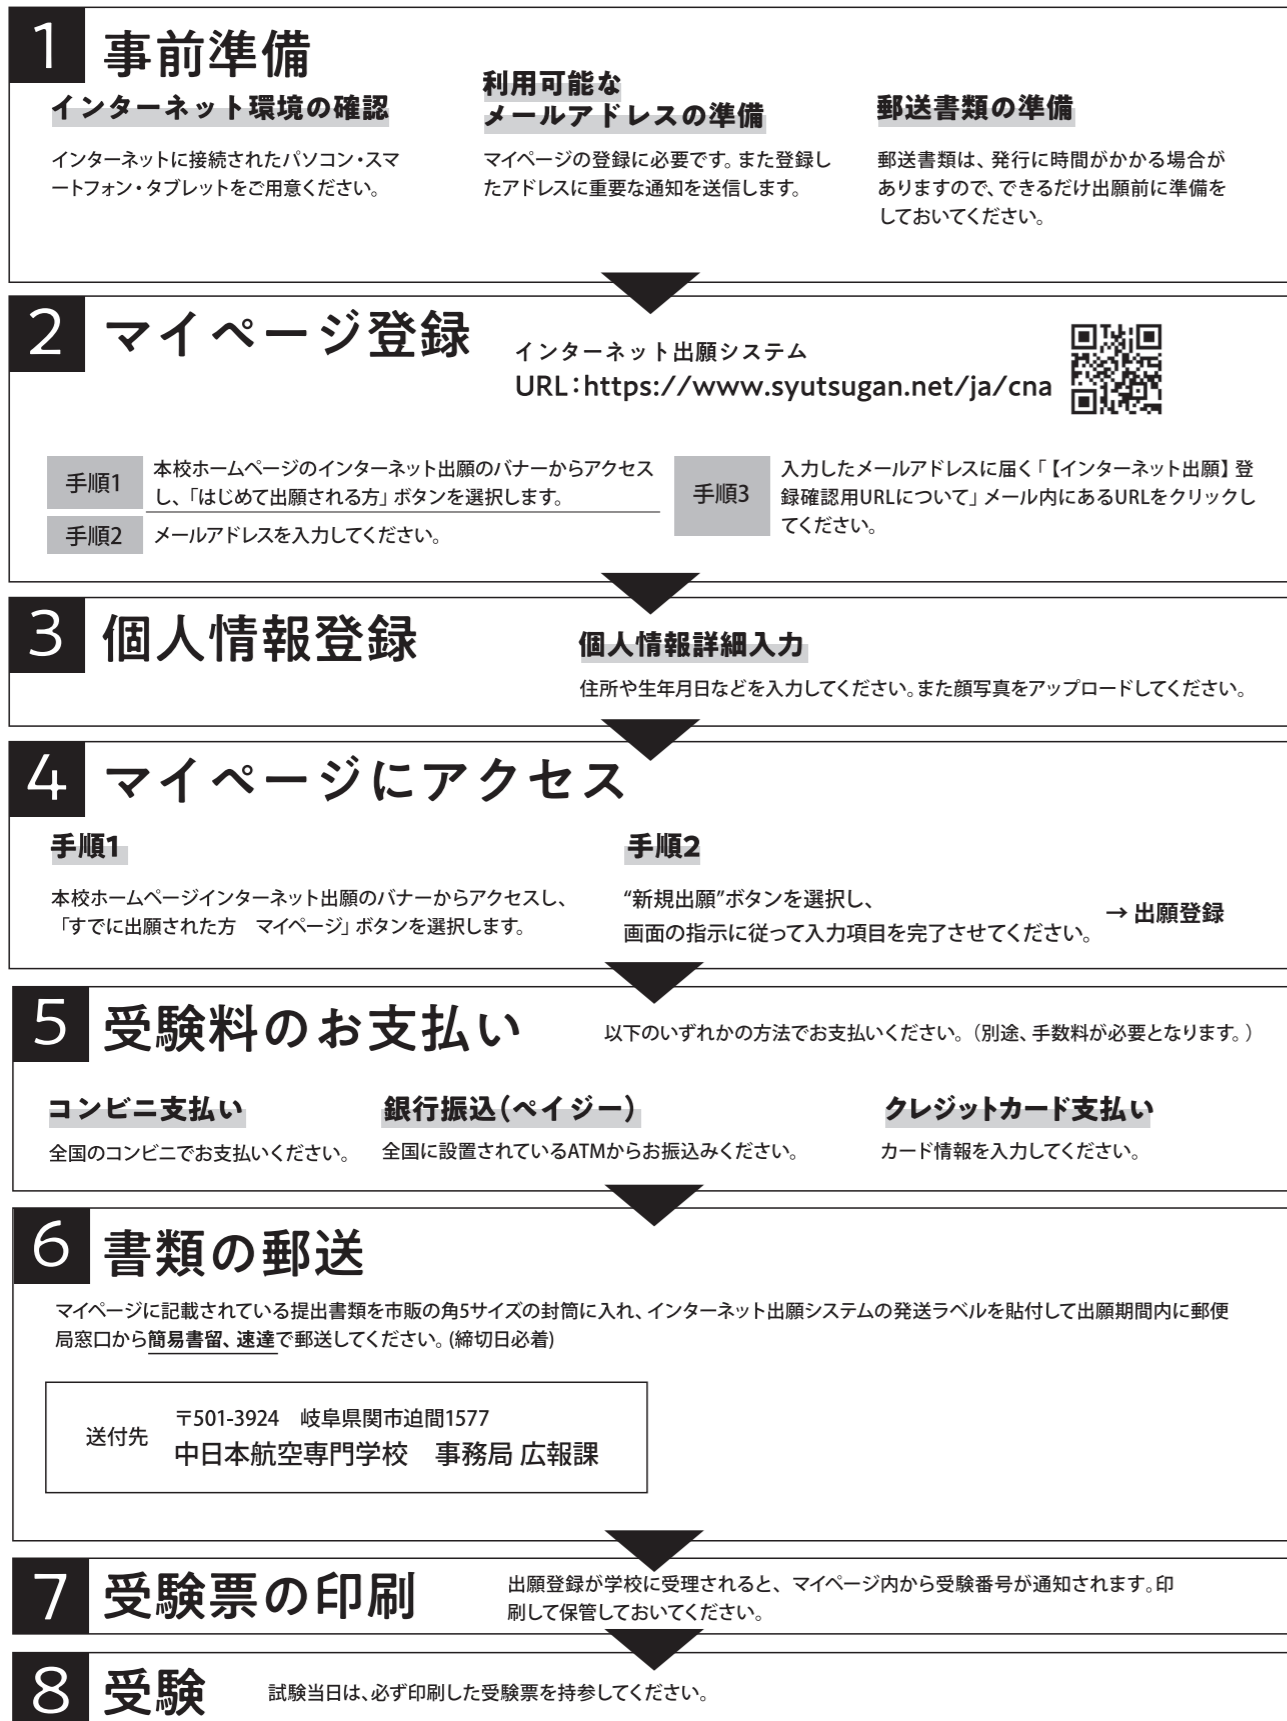 1 事前準備
インターネット環境の確認
インターネットに接続されたパソコン・スマ
ートフォン・タブレットをご用意ください。
利用可能な
メールアドレスの準備
マイページの登録に必要です。また登録し
たアドレスに重要な通知を送信します。
郵送書類の準備
郵送書類は、発行に時間がかかる場合が
ありますので、できるだけ出願前に準備を
しておいてください。
2 マイページ登録
インターネット出願システム
URL：https://www.syutsugan.net/ja/cna
手順1
本校ホームページのインターネット出願のバナーからアクセス
し、「はじめて出願される方」ボタンを選択します。
手順2 メールアドレスを入力してください。
手順3
入力したメールアドレスに届く「【インターネット出願】登
録確認用URLについて」メール内にあるURLをクリックし
てください。
3 個人情報登録
個人情報詳細入力
住所や生年月日などを入力してください。また顔写真をアップロードしてください。
4 マイページにアクセス
手順1
本校ホームページインターネット出願のバナーからアクセスし、
「すでに出願された方　マイページ」ボタンを選択します。
手順2
“新規出願”ボタンを選択し、
画面の指示に従って入力項目を完了させてください。
→ 出願登録
5 受験料のお支払い
以下のいずれかの方法でお支払いください。（別途、手数料が必要となります。）
コンビニ支払い
全国のコンビニでお支払いください。
銀行振込（ペイジー）
全国に設置されているATMからお振込みください。
クレジットカード支払い
カード情報を入力してください。
6 書類の郵送
マイページに記載されている提出書類を市販の角5サイズの封筒に入れ、インターネット出願システムの発送ラベルを貼付して出願期間内に郵便
局窓口から簡易書留、速達で郵送してください。(締切日必着)
送付先
〒501-3924　岐阜県関市迫間1577
中日本航空専門学校　事務局 広報課
7 受験票の印刷
出願登録が学校に受理されると、マイページ内から受験番号が通知されます。印
刷して保管しておいてください。
8 受験
試験当日は、必ず印刷した受験票を持参してください。